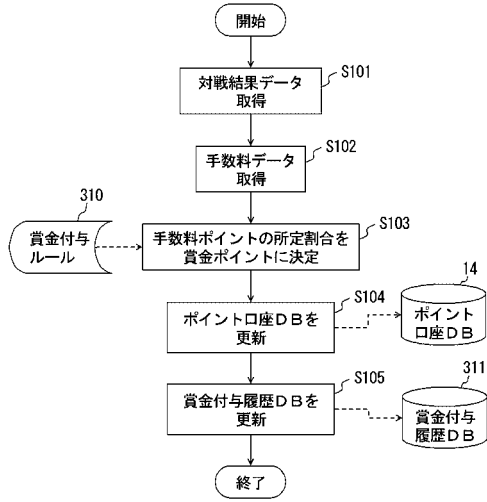 開始
S101
対戦結果データ
取得
S102
手数料データ
取得
310
賞金付与
ルール
S103
手数料ポイントの所定割合を
賞金ポイントに決定
S104
ポイント口座DBを
更新
14
ポイント
口座DB
S105
賞金付与履歴DBを
更新
311
賞金付与
履歴DB
終了